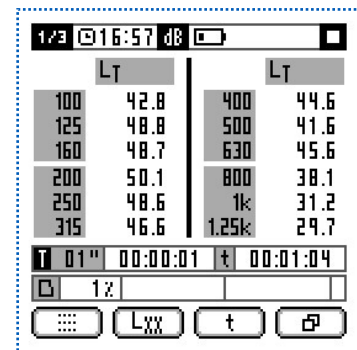 1/3 16:57 dB
LT LT
100 42.8 400 44.6
125 48.8 500 41.6
160 48.7 630 45.6
200 50.1 800 38.1
250 48.6 1k 31.2
315 46.6 1.25k 29.7
T 01" 00:00:01 t 00:01:04
1%
LXX t